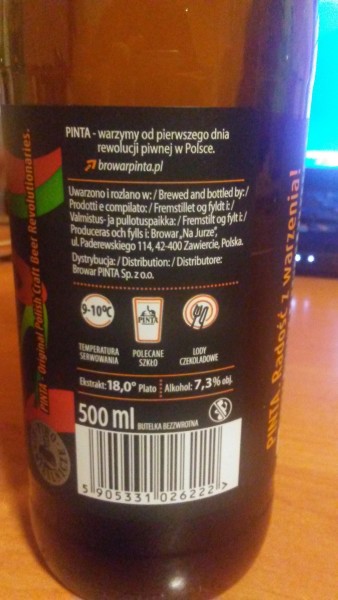 PINTA - warzymy od pierwszego dnia
rewolucji piwnej w Polsce.
browarpinta.pl
Uwarzono i rozlano w: / Brewed and bottled by: /
Prodotti e compilato: / Fremstillet og fyldt i: /
Valmistus- ja pullotuspaikka: / Fremstilt og fylt i: /
Produceras och fylls i: Browar „Na Jurze",
ul. Paderewskiego 114, 42-400 Zawiercie, Polska.
Dystrybucja: / Distribution: / Distributore:
Browar PINTA Sp. z o.o.
9-10°C
PINTA
TEMPERATURA
SERWOWANIA
POLECANE
SZKŁO
LODY
CZEKOLADOWE
Ekstrakt: 18,0° Plato
Alkohol: 7,3% obj.
500 ml
BUTELKA BEZZWROTNA
5 905331 026222 >
PINTA - Original Polish Craft Beer Revolutionaries.
PINTA. Radość z warzenia!